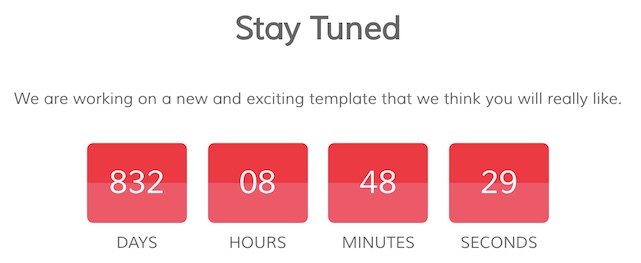 Stay Tuned
We are working on a new and exciting template that we think you will really like.
832 08 48 29
DAYS HOURS MINUTES SECONDS